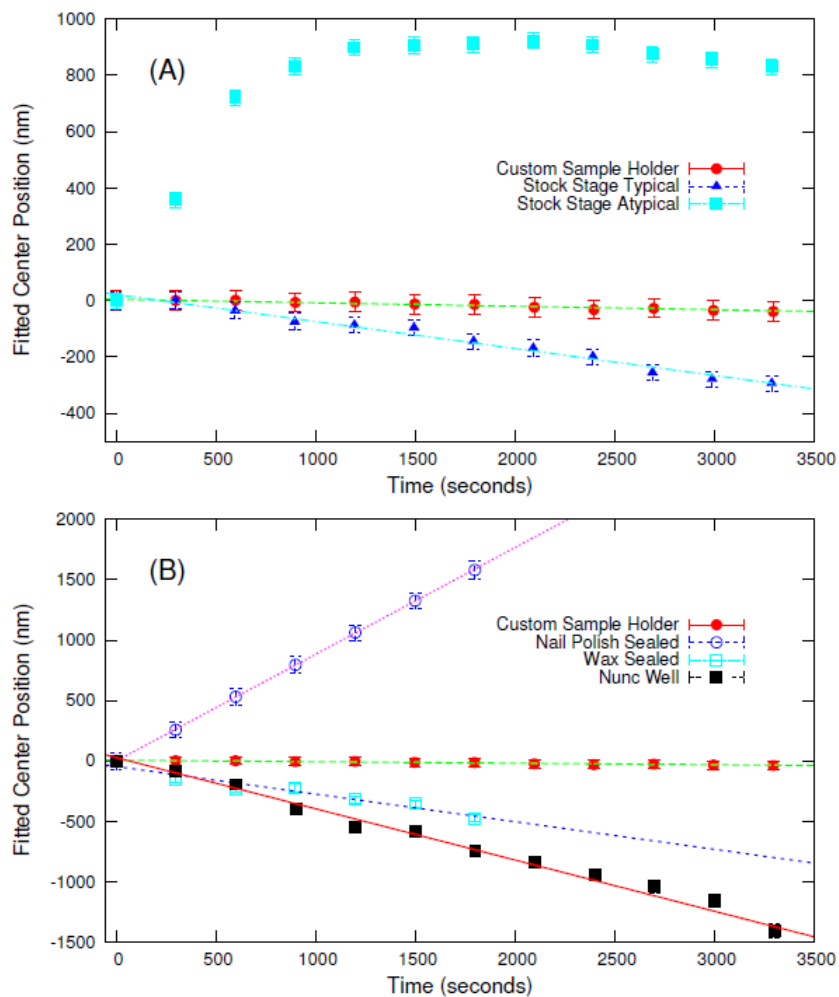 1000
800
600
400
200
0
-200
-400
Fitted Center Position (nm)
(A)
Custom Sample Holder
Stock Stage Typical
Stock Stage Atypical
0 500 1000 1500 2000 2500 3000 3500
Time (seconds)
2000
1500
1000
500
0
-500
-1000
-1500
Fitted Center Position (nm)
(B)
Custom Sample Holder
Nail Polish Sealed
Wax Sealed
Nunc Well
0 500 1000 1500 2000 2500 3000 3500
Time (seconds)